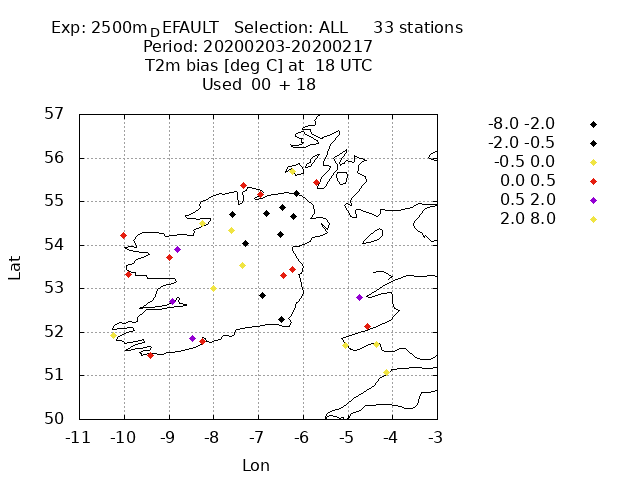 Exp: 2500m_DEFAULT   Selection: ALL     33 stations
Period: 20200203-20200217
T2m bias [deg C] at  18 UTC
Used  00  + 18
57
56
55
54
53
52
51
50
-11 -10 -9 -8 -7 -6 -5 -4 -3
Lat
Lon
-8.0 -2.0
-2.0 -0.5
-0.5 0.0
0.0 0.5
0.5 2.0
2.0 8.0